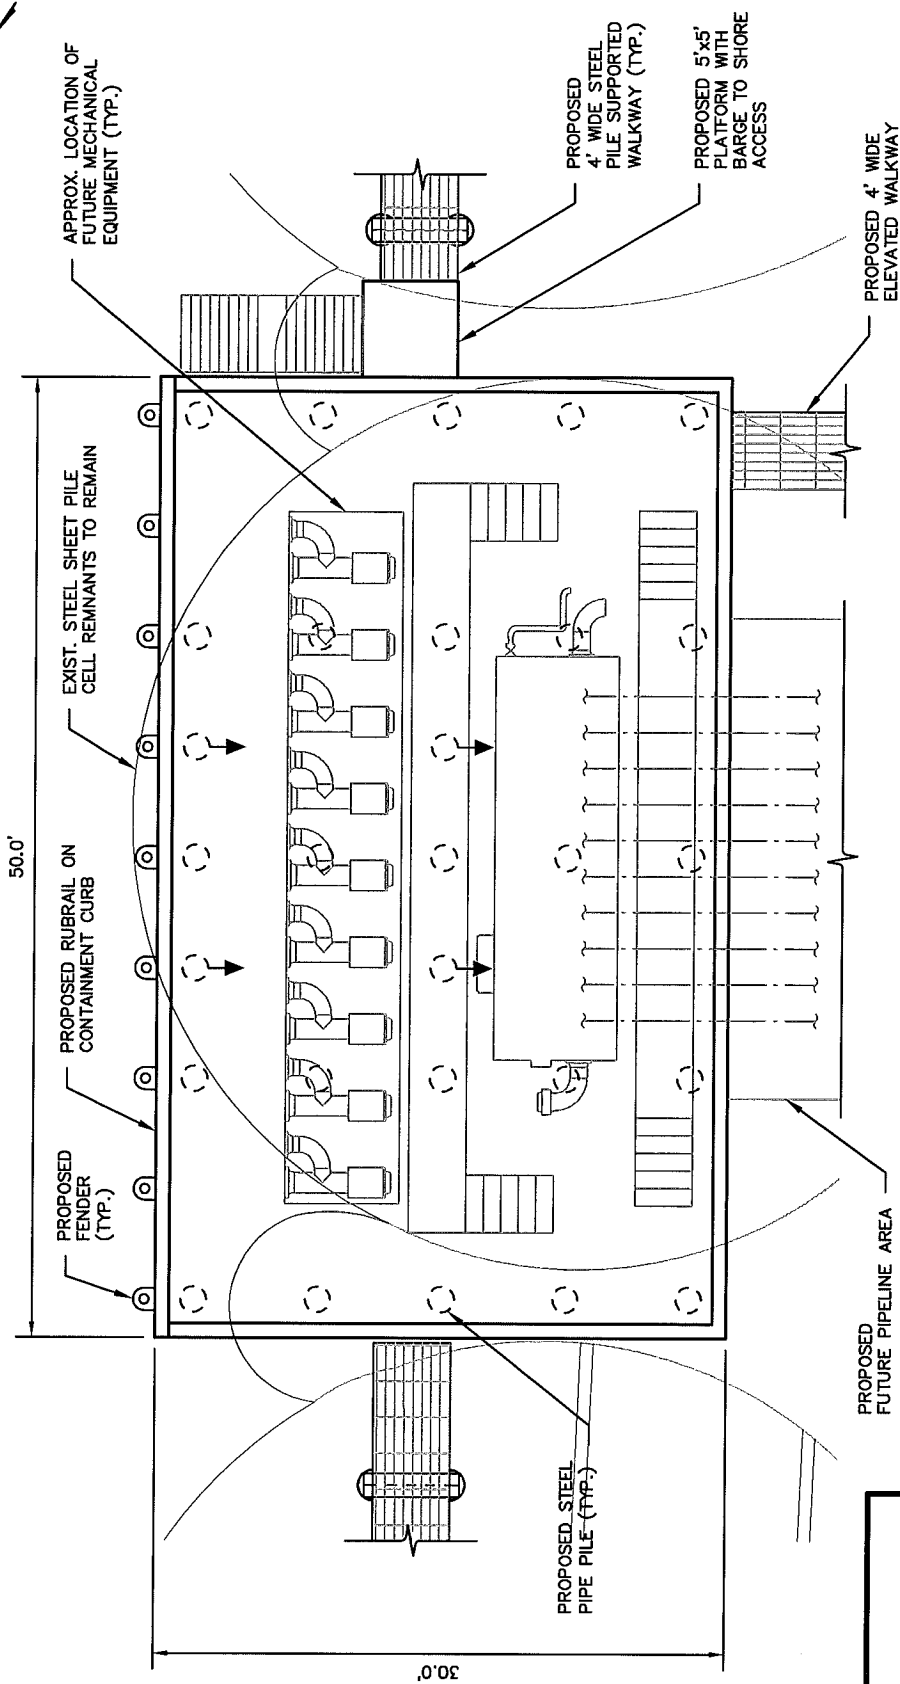 50.0'
PROPOSED
FENDER
(TYP.)
PROPOSED RUBRAIL ON
CONTAINMENT CURB
EXIST. STEEL SHEET PILE
CELL REMNANTS TO REMAIN
APPROX. LOCATION OF
FUTURE MECHANICAL
EQUIPMENT (TYP.)
30.0'
PROPOSED STEEL
PIPE PILE (TYP.)
PROPOSED
4' WIDE STEEL
PILE SUPPORTED
WALKWAY (TYP.)
PROPOSED 5'x5'
PLATFORM WITH
BARGE TO SHORE
ACCESS
PROPOSED
FUTURE PIPELINE AREA
PROPOSED 4' WIDE
ELEVATED WALKWAY